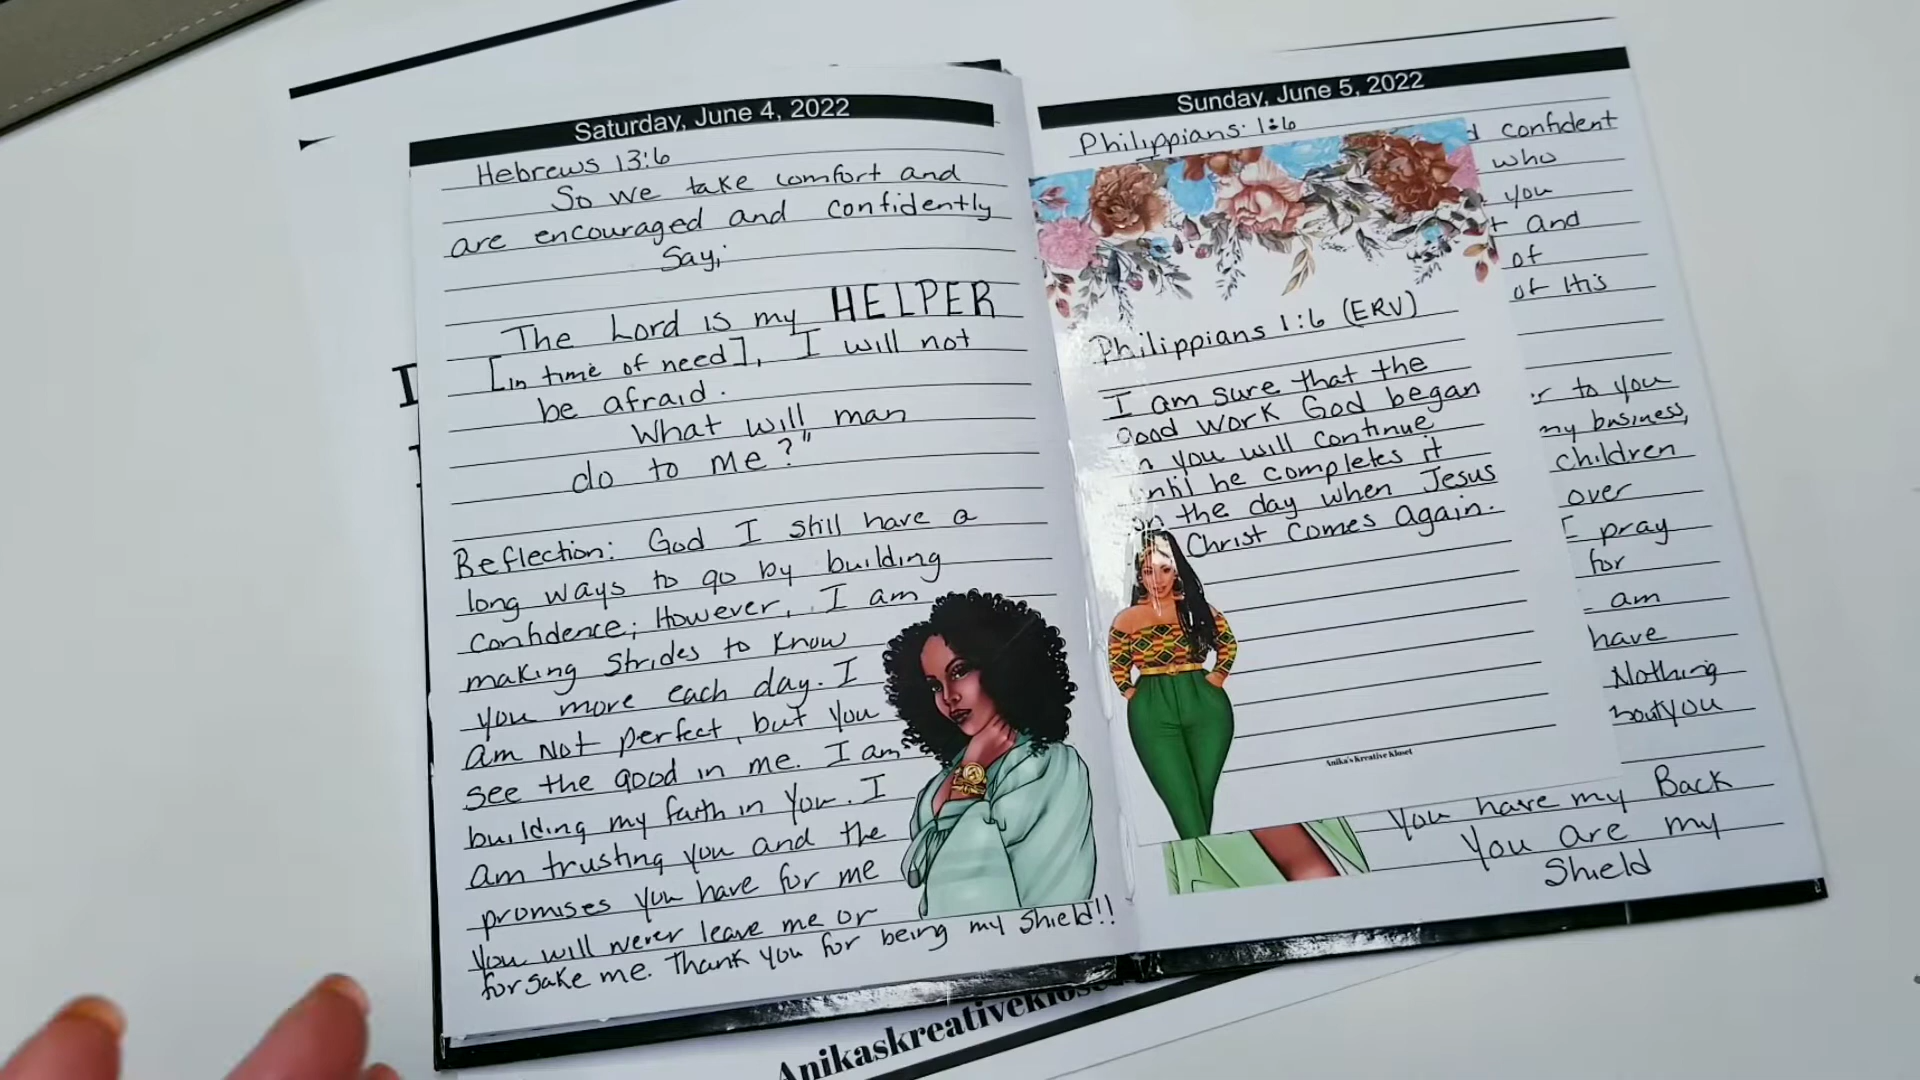 Saturday, June 4, 2022
Hebrews 13:6
So we take comfort and
are encouraged and confidently
Say;
The Lord is my HELPER
[in time of need], I will not
be afraid.
What will man
do to me?"
Reflection: God I still have a
long ways to go by building
confidence; However, I am
making strides to know
you more each day. I
am not perfect, but you
see the good in me. I am
building my faith in you. I
am trusting you and the
promises you have for me
You will never leave me or
forsake me. Thank you for being my shield!!
Sunday, June 5, 2022
Philippians 1:6
confident
who
you
and
of
of His
to you
my business,
children
over
I pray
for
am
have
Nothing
You have my Back
You are my
Shield
Philippians 1:6 (ERV)
I am sure that the
good work God began
you will continue
until he completes it
on the day when Jesus
Christ comes again.
Anika's Kreative Kloset